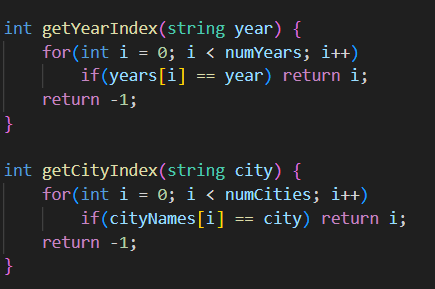 int getYearIndex(string year) {
    for(int i = 0; i < numYears; i++)
        if(years[i] == year) return i;
    return -1;
}

int getCityIndex(string city) {
    for(int i = 0; i < numCities; i++)
        if(cityNames[i] == city) return i;
    return -1;
}